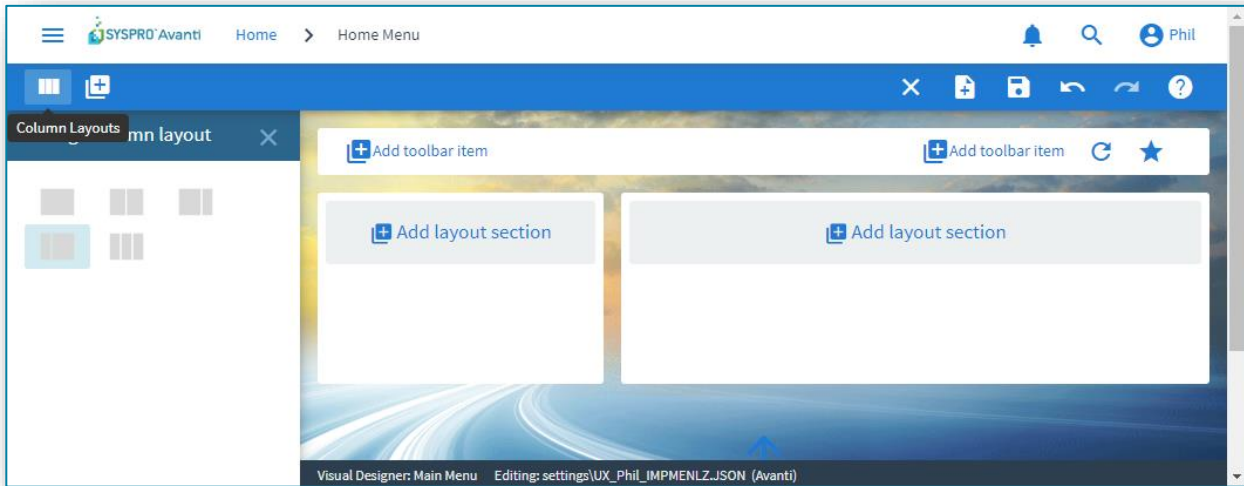 SYSPRO Avanti Home Home Menu Phil
Column Layouts mn layout
Add toolbar item Add toolbar item
Add layout section Add layout section
Visual Designer: Main Menu Editing: settings\UX_Phil_IMPMENLZ.JSON (Avanti)